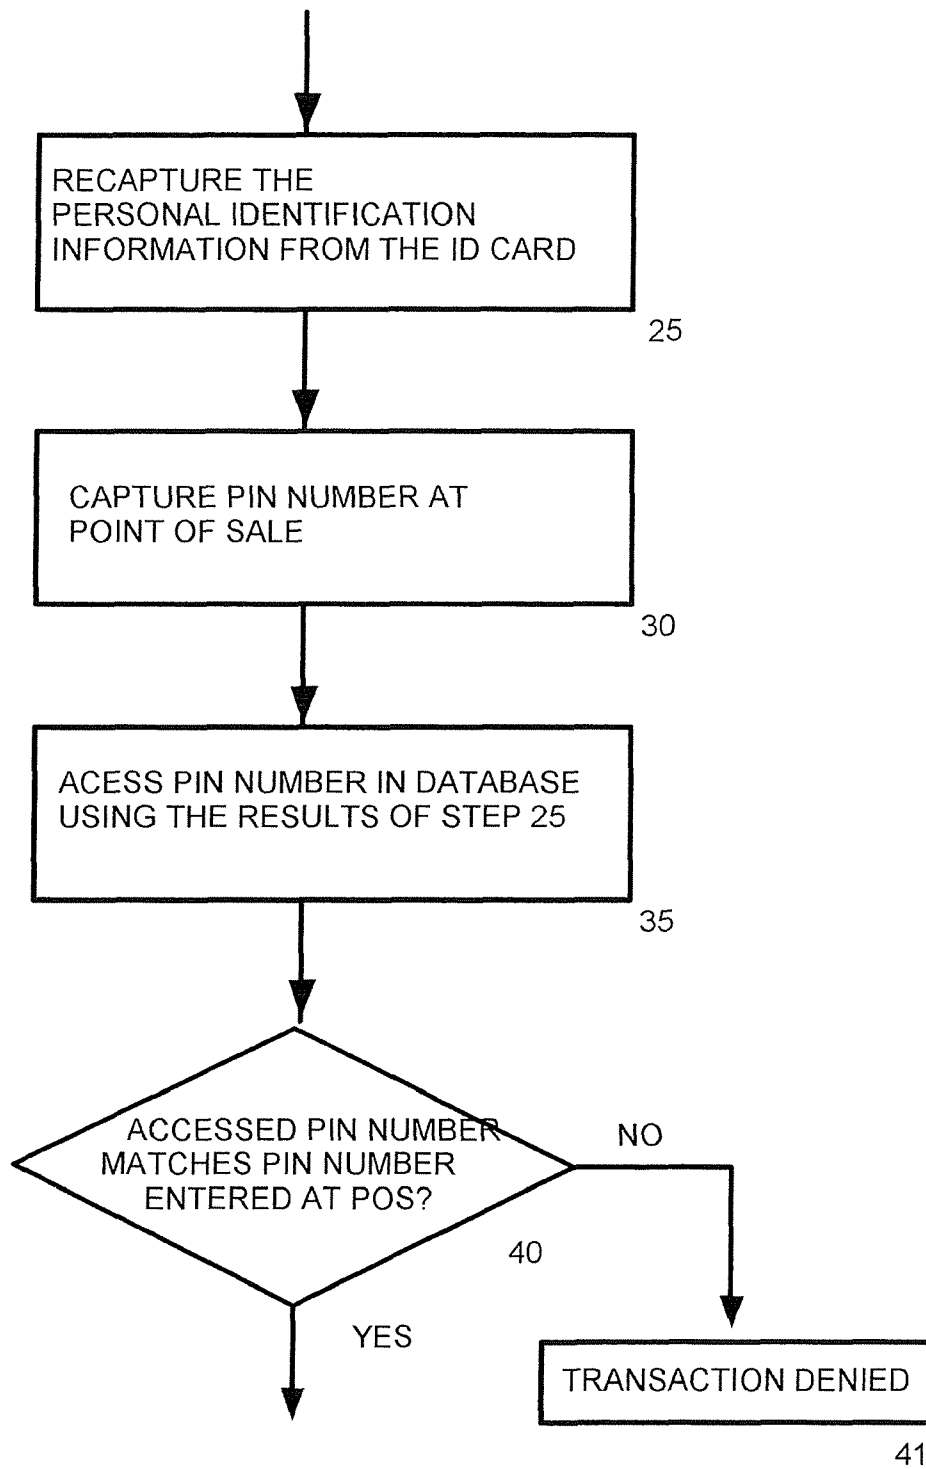 RECAPTURE THE
PERSONAL IDENTIFICATION
INFORMATION FROM THE ID CARD
25
CAPTURE PIN NUMBER AT
POINT OF SALE
30
ACESS PIN NUMBER IN DATABASE
USING THE RESULTS OF STEP 25
35
ACCESSED PIN NUMBER
MATCHES PIN NUMBER
ENTERED AT POS?
NO
40
YES
TRANSACTION DENIED
41